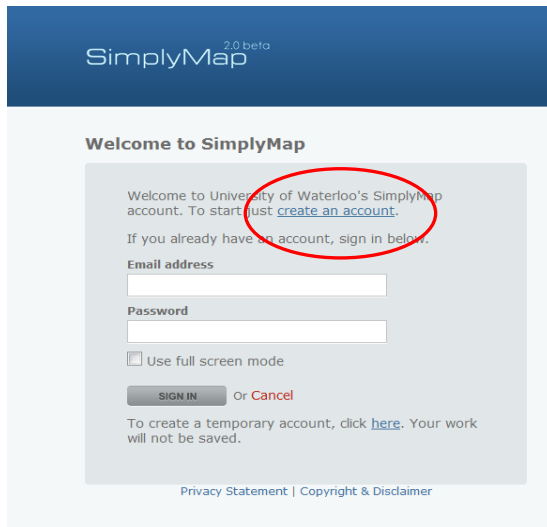 SimplyMap 2.0 beta
Welcome to SimplyMap
Welcome to University of Waterloo's SimplyMap
account. To start just create an account.
If you already have an account, sign in below.
Email address
Password
Use full screen mode
SIGN IN Or Cancel
To create a temporary account, click here. Your work
will not be saved.
Privacy Statement | Copyright & Disclaimer